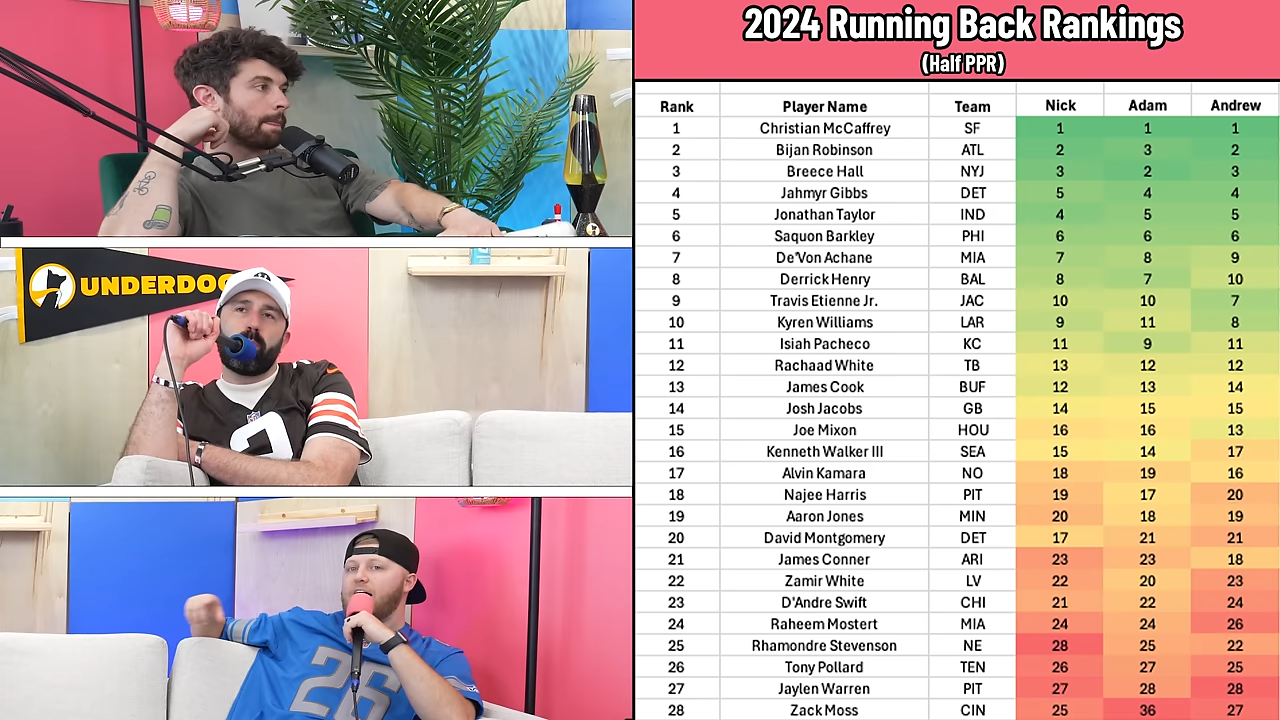 UNDERDOG
26
2024 Running Back Rankings
(Half PPR)
Rank Player Name Team Nick Adam Andrew
1 Christian McCaffrey SF 1 1 1
2 Bijan Robinson ATL 2 3 2
3 Breece Hall NYJ 3 2 3
4 Jahmyr Gibbs DET 5 4 4
5 Jonathan Taylor IND 4 5 5
6 Saquon Barkley PHI 6 6 6
7 De'Von Achane MIA 7 8 9
8 Derrick Henry BAL 8 7 10
9 Travis Etienne Jr. JAC 10 10 7
10 Kyren Williams LAR 9 11 8
11 Isiah Pacheco KC 11 9 11
12 Rachaad White TB 13 12 12
13 James Cook BUF 12 13 14
14 Josh Jacobs GB 14 15 15
15 Joe Mixon HOU 16 16 13
16 Kenneth Walker III SEA 15 14 17
17 Alvin Kamara NO 18 19 16
18 Najee Harris PIT 19 17 20
19 Aaron Jones MIN 20 18 19
20 David Montgomery DET 17 21 21
21 James Conner ARI 23 23 18
22 Zamir White LV 22 20 23
23 D'Andre Swift CHI 21 22 24
24 Raheem Mostert MIA 24 24 26
25 Rhamondre Stevenson NE 28 25 22
26 Tony Pollard TEN 26 27 25
27 Jaylen Warren PIT 27 28 28
28 Zack Moss CIN 25 36 27